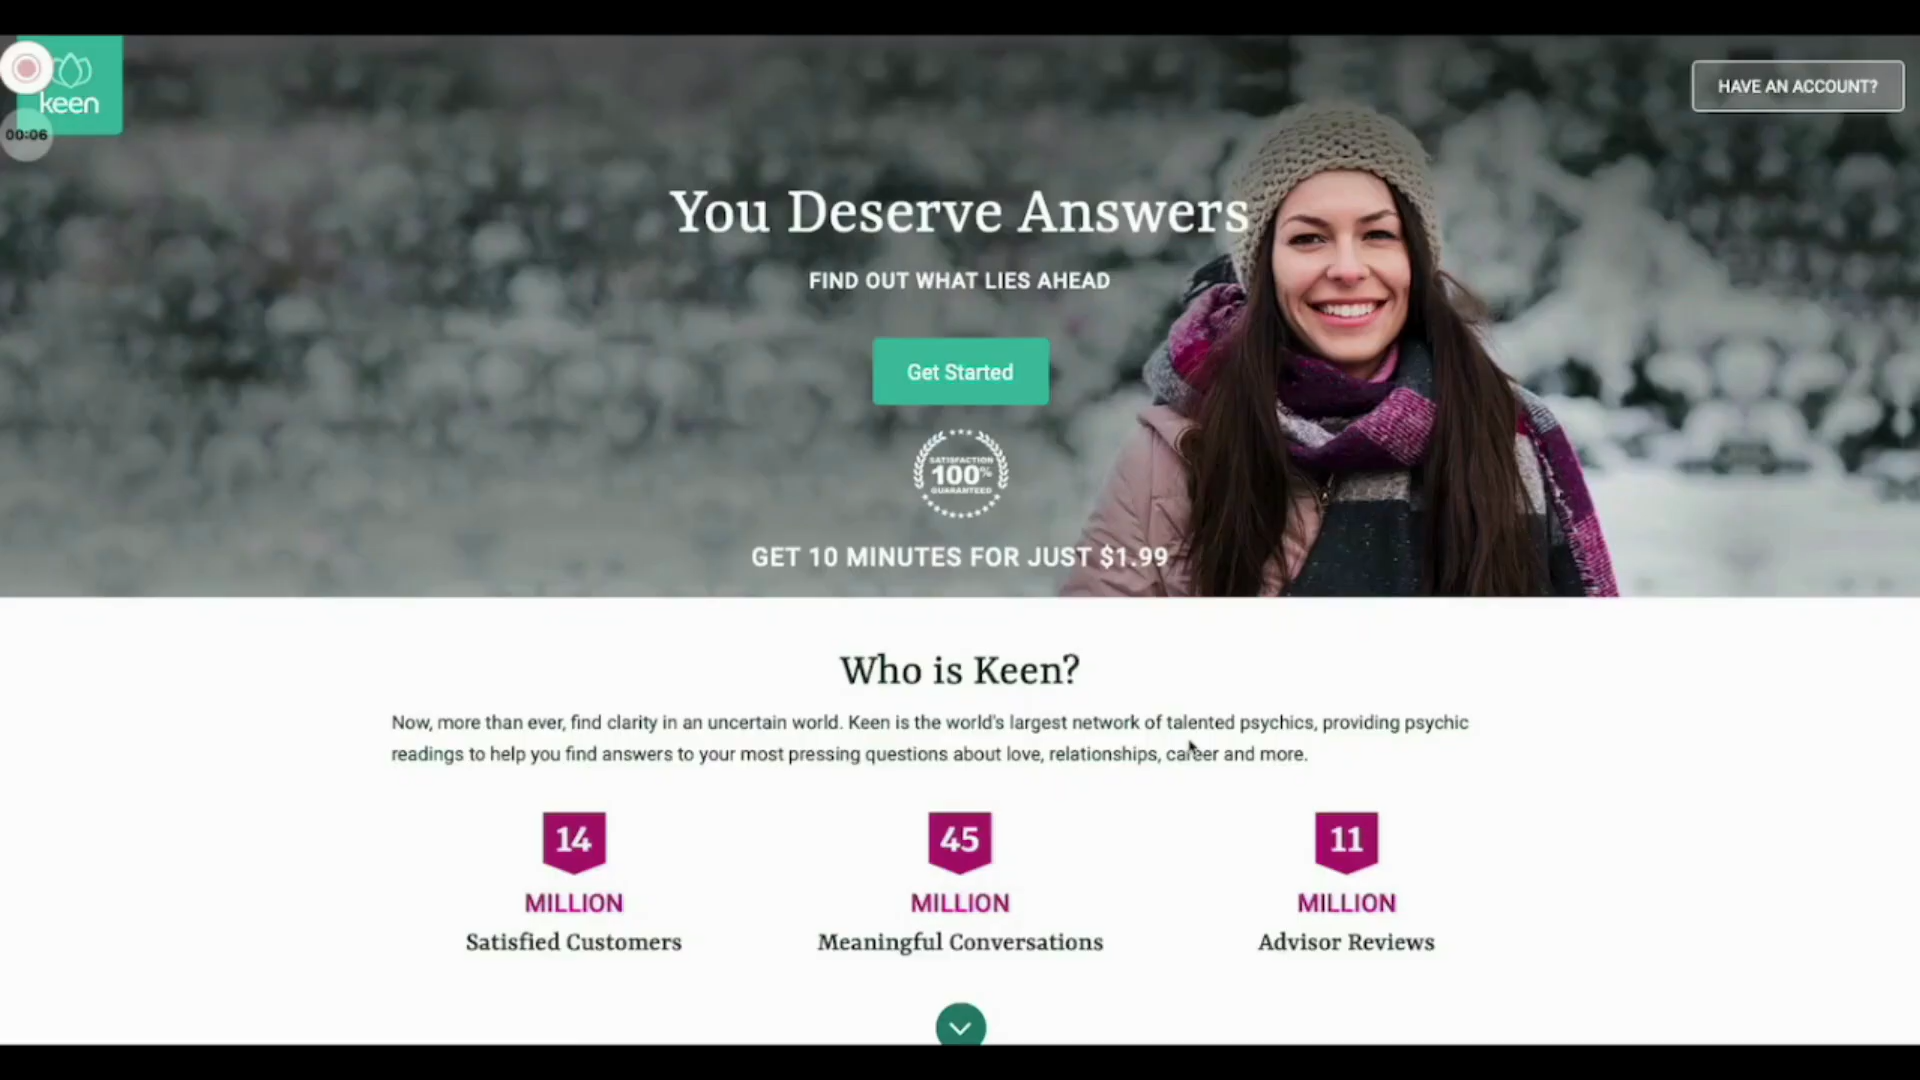 keen
00:06
HAVE AN ACCOUNT?
You Deserve Answers
FIND OUT WHAT LIES AHEAD
Get Started
SATISFACTION
100%
GUARANTEED
GET 10 MINUTES FOR JUST $1.99
Who is Keen?
Now, more than ever, find clarity in an uncertain world. Keen is the world's largest network of talented psychics, providing psychic
readings to help you find answers to your most pressing questions about love, relationships, career and more.
14
MILLION
Satisfied Customers
45
MILLION
Meaningful Conversations
11
MILLION
Advisor Reviews